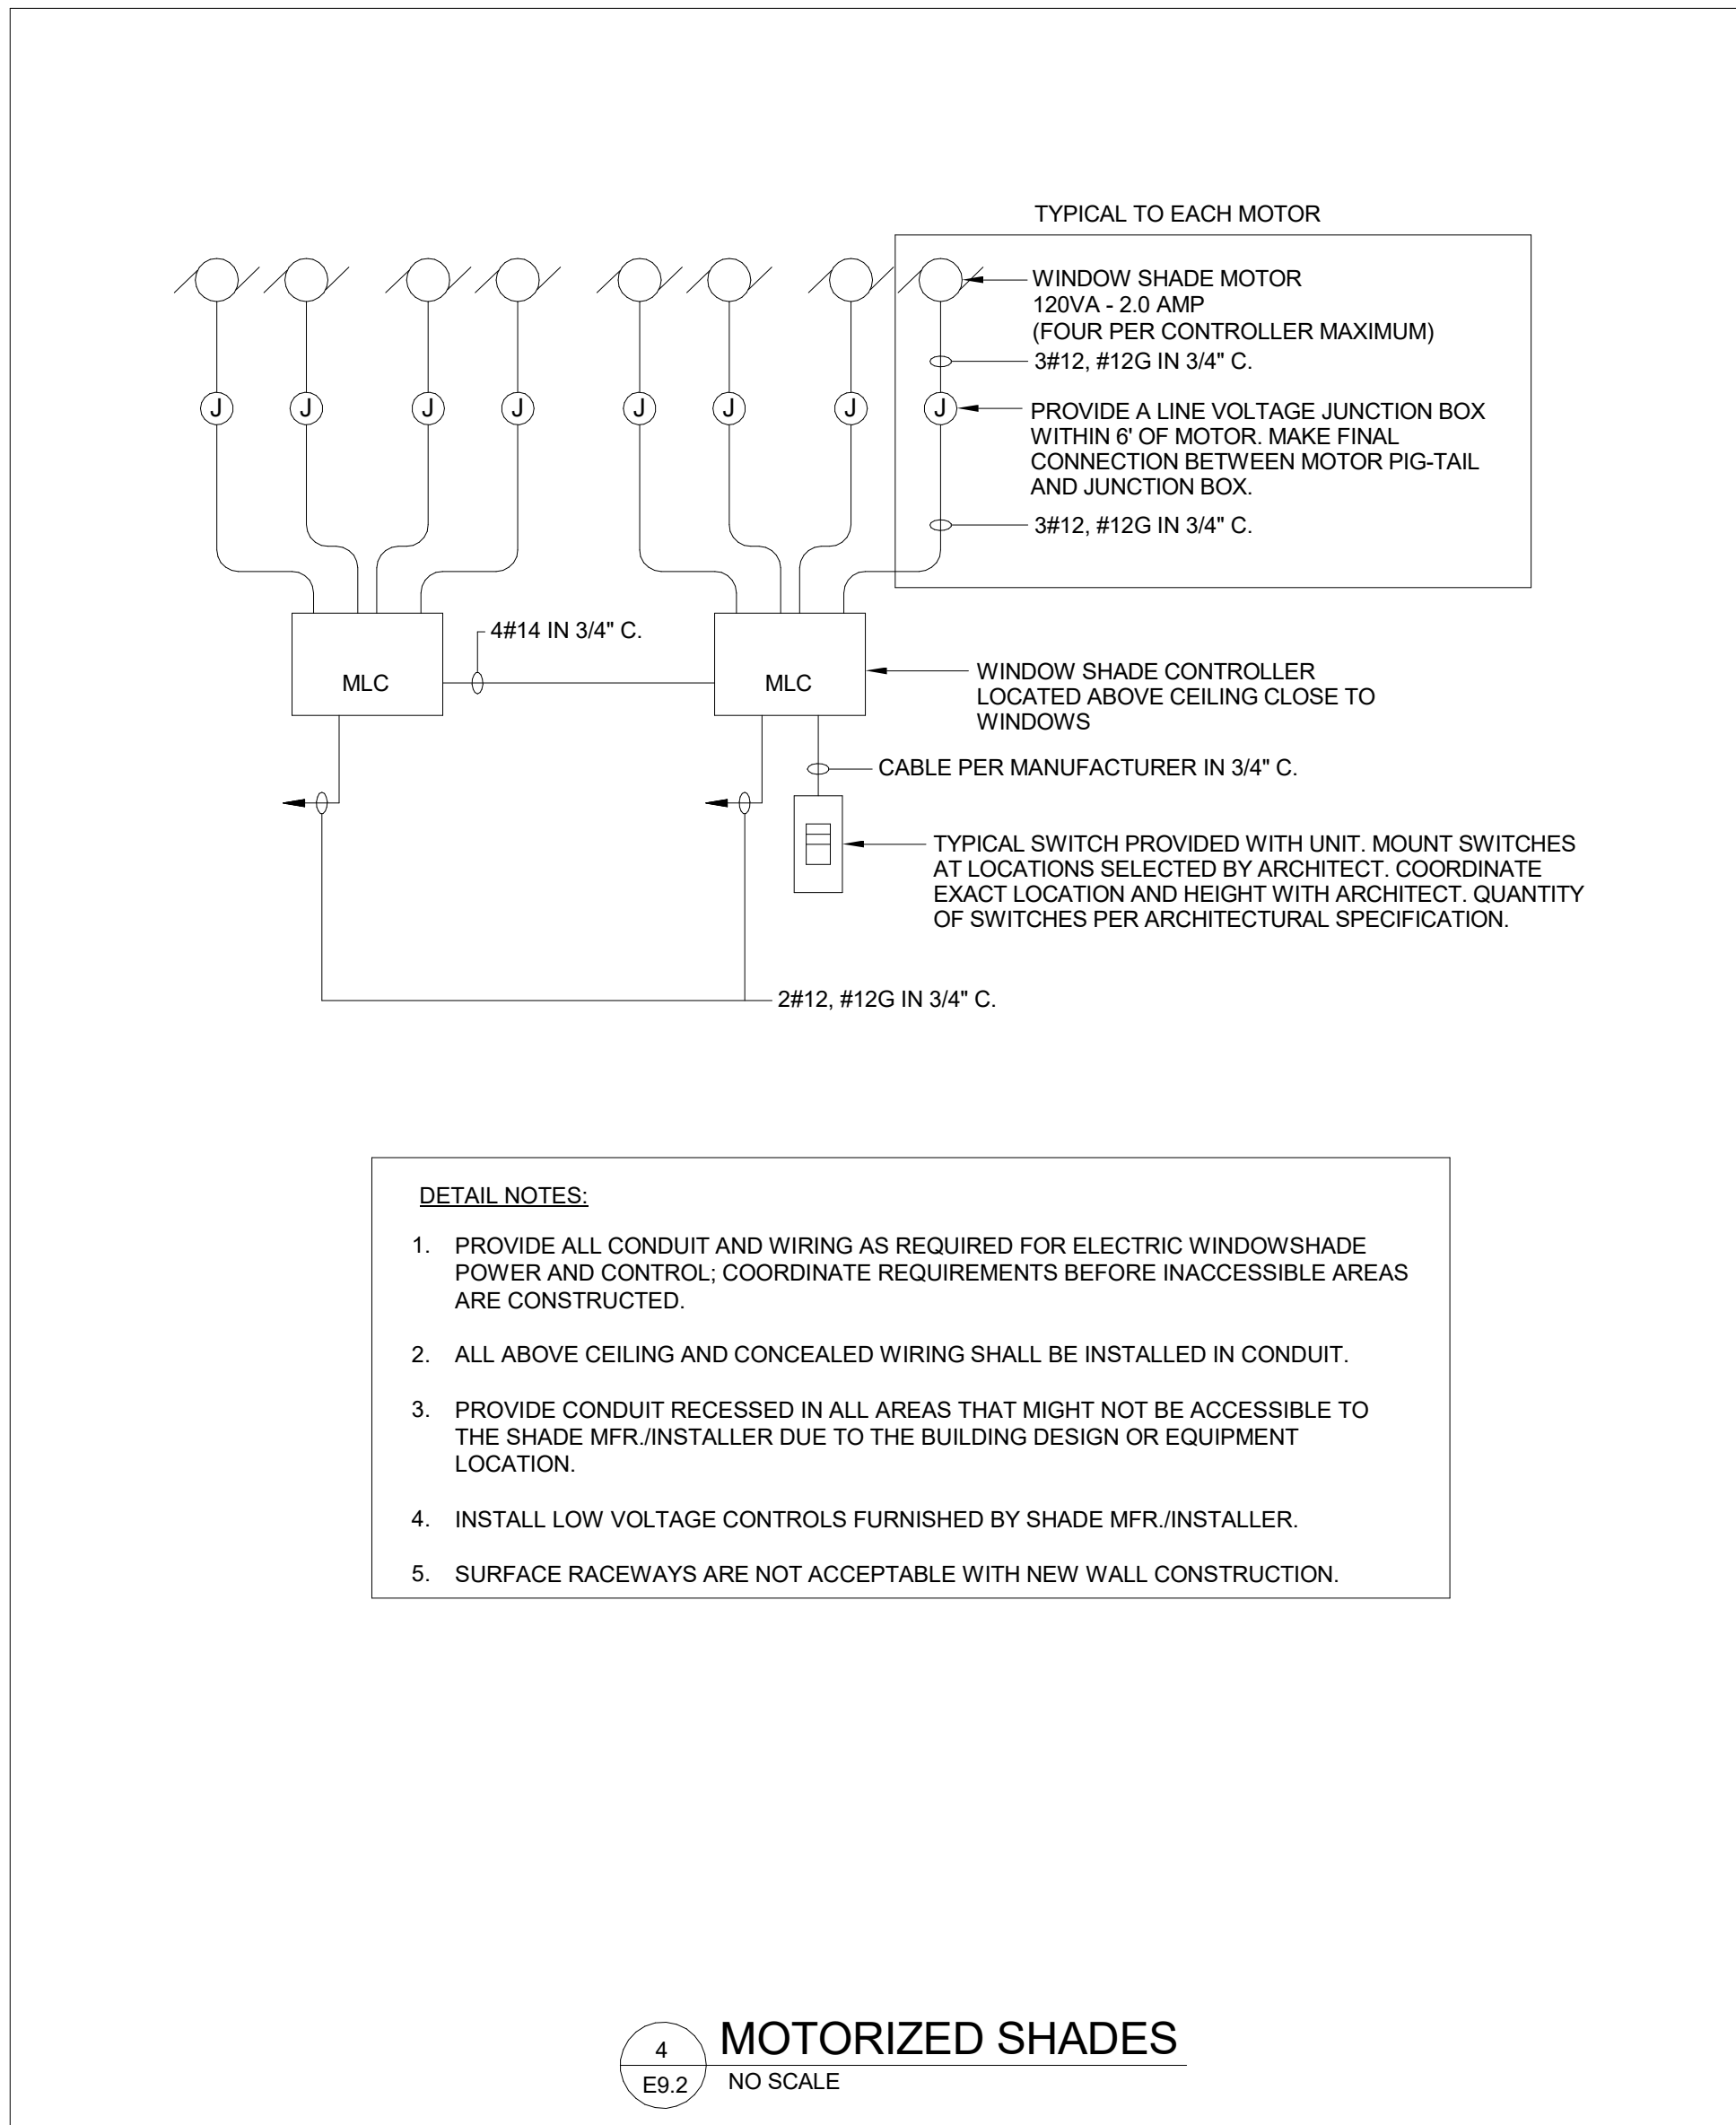 TYPICAL TO EACH MOTOR
WINDOW SHADE MOTOR
120VA - 2.0 AMP
(FOUR PER CONTROLLER MAXIMUM)
3#12, #12G IN 3/4" C.
J
J
J
J
J
J
J
J
PROVIDE A LINE VOLTAGE JUNCTION BOX
WITHIN 6' OF MOTOR. MAKE FINAL
CONNECTION BETWEEN MOTOR PIG-TAIL
AND JUNCTION BOX.
3#12, #12G IN 3/4" C.
4#14 IN 3/4" C.
MLC
MLC
WINDOW SHADE CONTROLLER
LOCATED ABOVE CEILING CLOSE TO
WINDOWS
CABLE PER MANUFACTURER IN 3/4" C.
TYPICAL SWITCH PROVIDED WITH UNIT. MOUNT SWITCHES
AT LOCATIONS SELECTED BY ARCHITECT. COORDINATE
EXACT LOCATION AND HEIGHT WITH ARCHITECT. QUANTITY
OF SWITCHES PER ARCHITECTURAL SPECIFICATION.
2#12, #12G IN 3/4" C.
DETAIL NOTES:
1. PROVIDE ALL CONDUIT AND WIRING AS REQUIRED FOR ELECTRIC WINDOWSHADE
POWER AND CONTROL; COORDINATE REQUIREMENTS BEFORE INACCESSIBLE AREAS
ARE CONSTRUCTED.
2. ALL ABOVE CEILING AND CONCEALED WIRING SHALL BE INSTALLED IN CONDUIT.
3. PROVIDE CONDUIT RECESSED IN ALL AREAS THAT MIGHT NOT BE ACCESSIBLE TO
THE SHADE MFR./INSTALLER DUE TO THE BUILDING DESIGN OR EQUIPMENT
LOCATION.
4. INSTALL LOW VOLTAGE CONTROLS FURNISHED BY SHADE MFR./INSTALLER.
5. SURFACE RACEWAYS ARE NOT ACCEPTABLE WITH NEW WALL CONSTRUCTION.
4
E9.2
MOTORIZED SHADES
NO SCALE